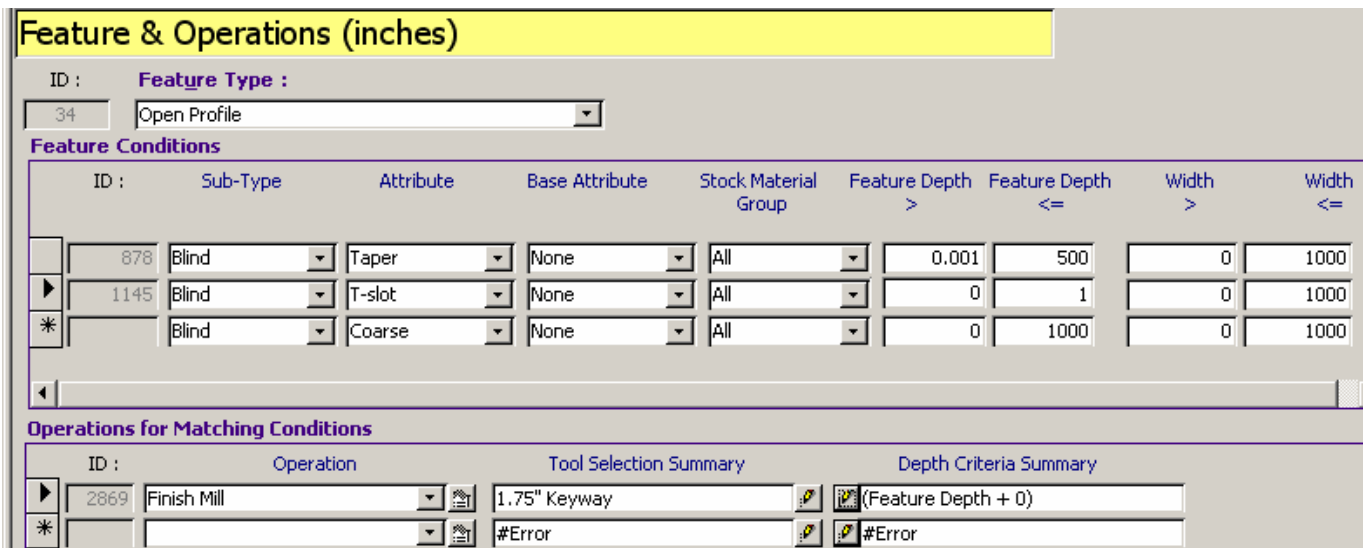 Feature & Operations (inches)
ID : Feature Type :
34 Open Profile
Feature Conditions
ID : Sub-Type Attribute Base Attribute Stock Material Feature Depth Feature Depth Width Width
Group > <= > <=
878 Blind Taper None All 0.001 500 0 1000
1145 Blind T-slot None All 0 1 0 1000
* Blind Coarse None All 0 1000 0 1000
Operations for Matching Conditions
ID : Operation Tool Selection Summary Depth Criteria Summary
2869 Finish Mill 1.75" Keyway (Feature Depth + 0)
* #Error #Error